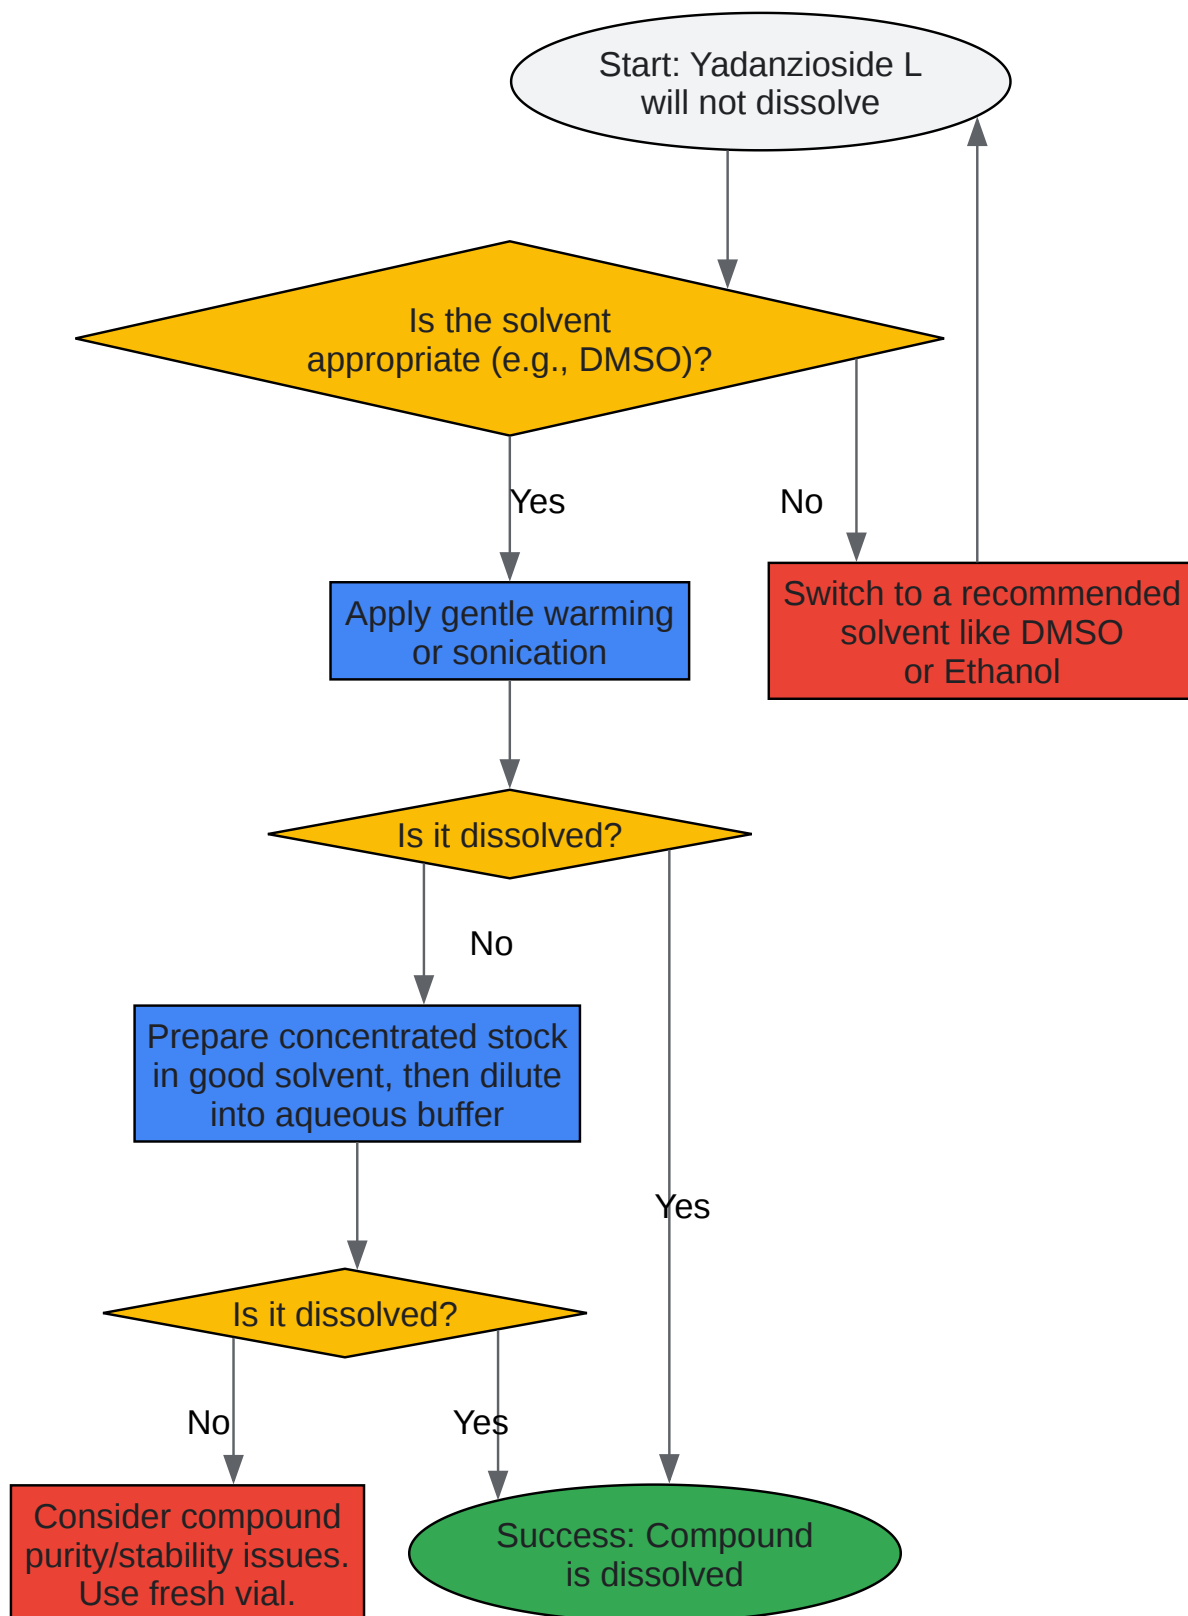 Start: Yadanzioside L
will not dissolve
Is the solvent
appropriate (e.g., DMSO)?
Yes
No
Apply gentle warming
or sonication
Switch to a recommended
solvent like DMSO
or Ethanol
Is it dissolved?
No
Prepare concentrated stock
in good solvent, then dilute
into aqueous buffer
Yes
Is it dissolved?
No
Yes
Consider compound
purity/stability issues.
Use fresh vial.
Success: Compound
is dissolved